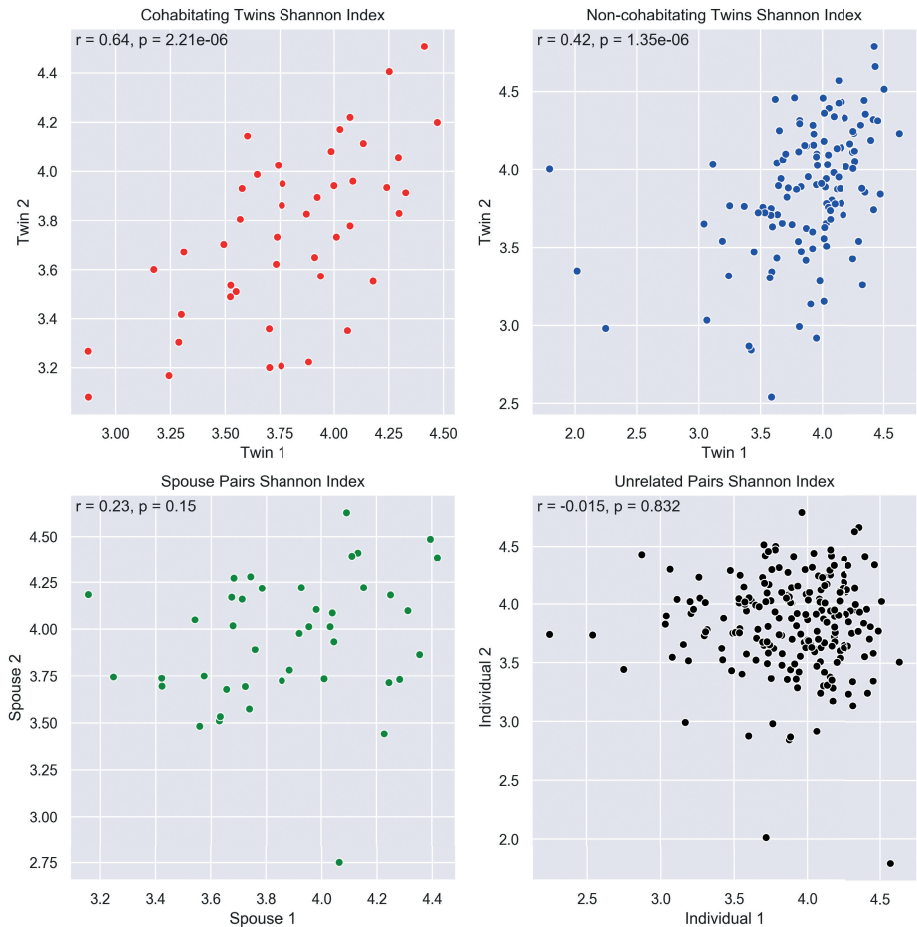 Cohabitating Twins Shannon Index
r = 0.64, p = 2.21e-06
4.4
4.2
4.0
3.8
3.6
3.4
3.2
Twin 2
3.00 3.25 3.50 3.75 4.00 4.25 4.50
Twin 1
Non-cohabitating Twins Shannon Index
r = 0.42, p = 1.35e-06
4.5
4.0
3.5
3.0
2.5
Twin 2
2.0 2.5 3.0 3.5 4.0 4.5
Twin 1
Spouse Pairs Shannon Index
r = 0.23, p = 0.15
4.50
4.25
4.00
3.75
3.50
3.25
3.00
2.75
Spouse 2
3.2 3.4 3.6 3.8 4.0 4.2 4.4
Spouse 1
Unrelated Pairs Shannon Index
r = -0.015, p = 0.832
4.5
4.0
3.5
3.0
2.5
2.0
Individual 2
2.5 3.0 3.5 4.0 4.5
Individual 1